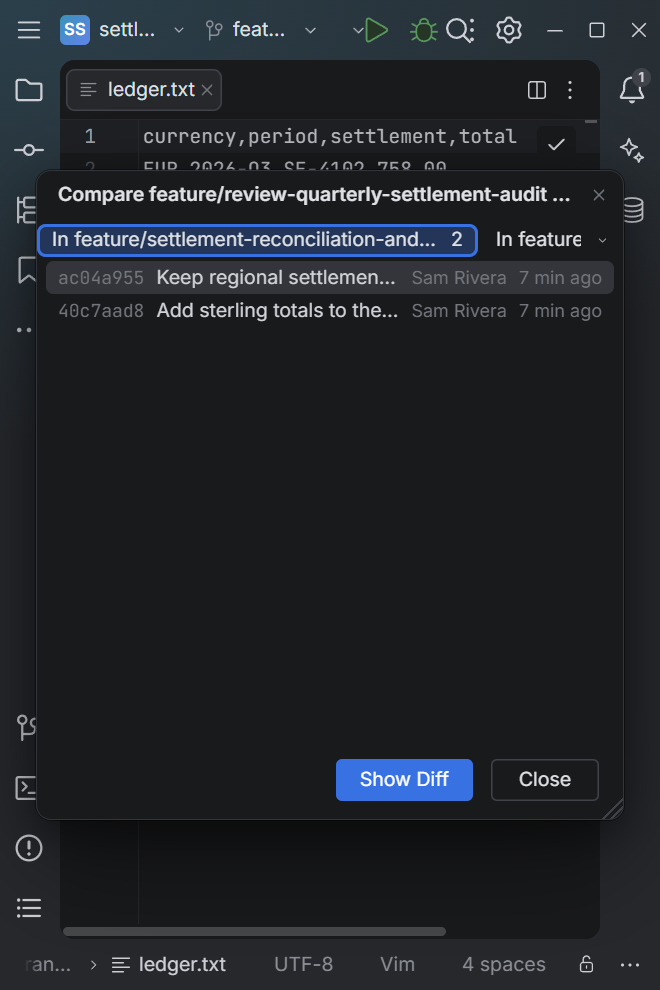 SS settl... feat...
1
ledger.txt
1 currency,period,settlement,total
2
Compare feature/review-quarterly-settlement-audit ...
In feature/settlement-reconciliation-and... 2 In feature
ac04a955 Keep regional settlemen... Sam Rivera 7 min ago
40c7aad8 Add sterling totals to the... Sam Rivera 7 min ago
Show Diff Close
ran... ledger.txt UTF-8 Vim 4 spaces